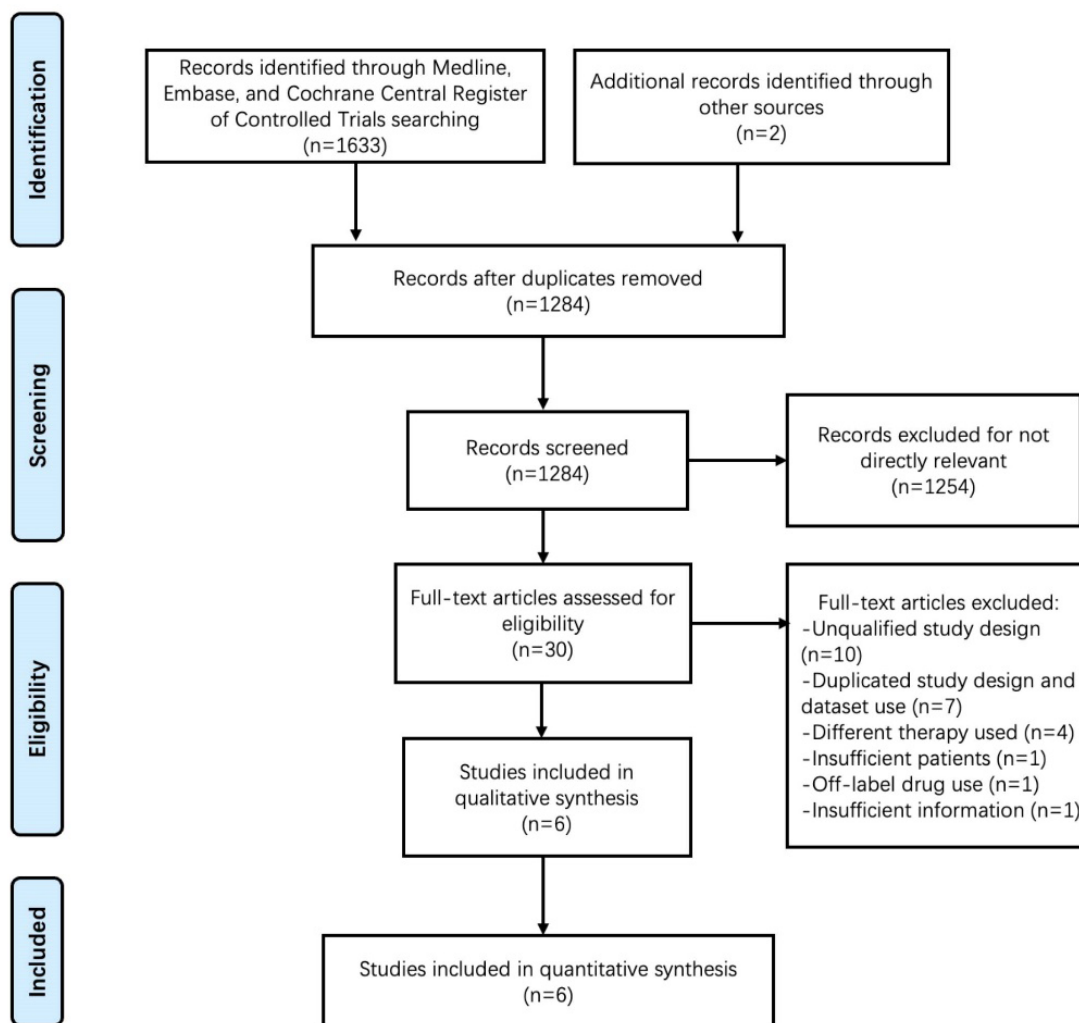 Identification
Records identified through Medline,
Embase, and Cochrane Central Register
of Controlled Trials searching
(n=1633)
Additional records identified through
other sources
(n=2)
Records after duplicates removed
(n=1284)
Screening
Records screened
(n=1284)
Records excluded for not
directly relevant
(n=1254)
Eligibility
Full-text articles assessed for
eligibility
(n=30)
Full-text articles excluded:
-Unqualified study design
(n=10)
-Duplicated study design and
dataset use (n=7)
-Different therapy used (n=4)
-Insufficient patients (n=1)
-Off-label drug use (n=1)
-Insufficient information (n=1)
Studies included in
qualitative synthesis
(n=6)
Included
Studies included in quantitative synthesis
(n=6)